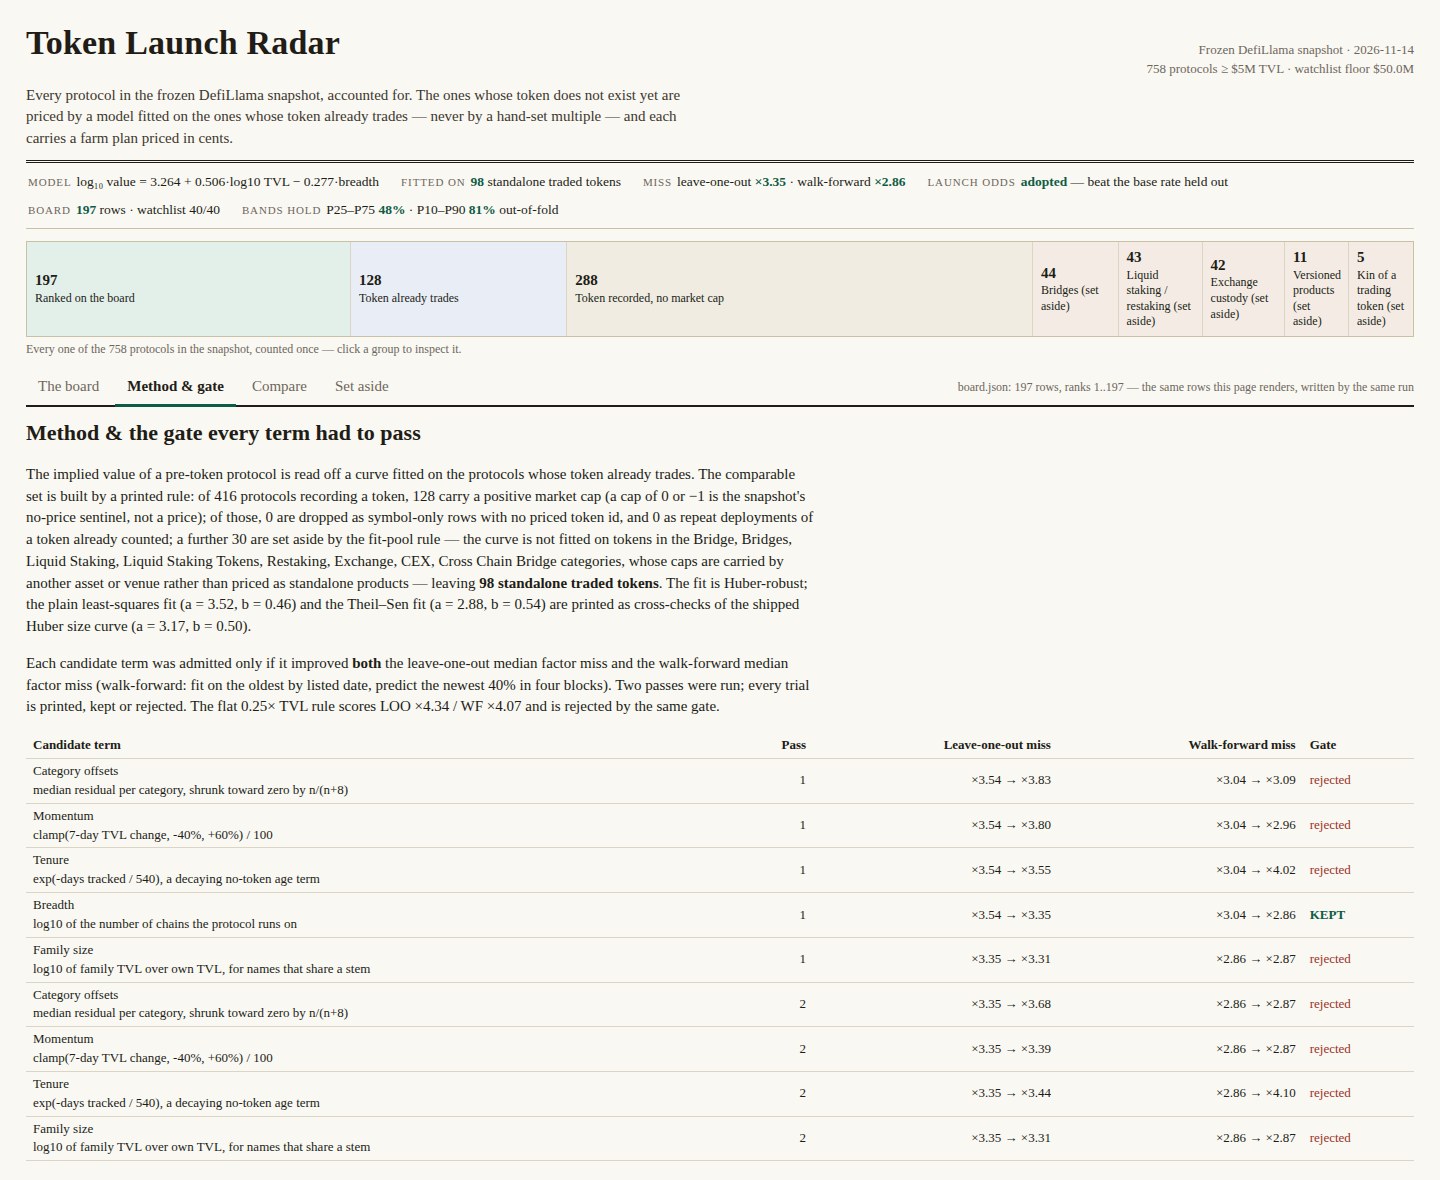 Token Launch Radar
Frozen DefiLlama snapshot · 2026-11-14
758 protocols ≥ $5M TVL · watchlist floor $50.0M
Every protocol in the frozen DefiLlama snapshot, accounted for. The ones whose token does not exist yet are
priced by a model fitted on the ones whose token already trades — never by a hand-set multiple — and each
carries a farm plan priced in cents.
MODEL log₁₀ value = 3.264 + 0.506·log10 TVL − 0.277·breadth FITTED ON 98 standalone traded tokens MISS leave-one-out ×3.35 · walk-forward ×2.86 LAUNCH ODDS adopted — beat the base rate held out
BOARD 197 rows · watchlist 40/40 BANDS HOLD P25–P75 48% · P10–P90 81% out-of-fold
197
Ranked on the board
128
Token already trades
288
Token recorded, no market cap
44
Bridges (set
aside)
43
Liquid
staking /
restaking (set
aside)
42
Exchange
custody (set
aside)
11
Versioned
products
(set
aside)
5
Kin of a
trading
token (set
aside)
Every one of the 758 protocols in the snapshot, counted once — click a group to inspect it.
The board Method & gate Compare Set aside
board.json: 197 rows, ranks 1..197 — the same rows this page renders, written by the same run
Method & the gate every term had to pass
The implied value of a pre-token protocol is read off a curve fitted on the protocols whose token already trades. The comparable
set is built by a printed rule: of 416 protocols recording a token, 128 carry a positive market cap (a cap of 0 or −1 is the snapshot's
no-price sentinel, not a price); of those, 0 are dropped as symbol-only rows with no priced token id, and 0 as repeat deployments of
a token already counted; a further 30 are set aside by the fit-pool rule — the curve is not fitted on tokens in the Bridge, Bridges,
Liquid Staking, Liquid Staking Tokens, Restaking, Exchange, CEX, Cross Chain Bridge categories, whose caps are carried by
another asset or venue rather than priced as standalone products — leaving 98 standalone traded tokens. The fit is Huber-robust;
the plain least-squares fit (a = 3.52, b = 0.46) and the Theil–Sen fit (a = 2.88, b = 0.54) are printed as cross-checks of the shipped
Huber size curve (a = 3.17, b = 0.50).
Each candidate term was admitted only if it improved both the leave-one-out median factor miss and the walk-forward median
factor miss (walk-forward: fit on the oldest by listed date, predict the newest 40% in four blocks). Two passes were run; every trial
is printed, kept or rejected. The flat 0.25× TVL rule scores LOO ×4.34 / WF ×4.07 and is rejected by the same gate.
Candidate term Pass Leave-one-out miss Walk-forward miss Gate
Category offsets
median residual per category, shrunk toward zero by n/(n+8)
1 ×3.54 → ×3.83 ×3.04 → ×3.09 rejected
Momentum
clamp(7-day TVL change, -40%, +60%) / 100
1 ×3.54 → ×3.80 ×3.04 → ×2.96 rejected
Tenure
exp(-days tracked / 540), a decaying no-token age term
1 ×3.54 → ×3.55 ×3.04 → ×4.02 rejected
Breadth
log10 of the number of chains the protocol runs on
1 ×3.54 → ×3.35 ×3.04 → ×2.86 KEPT
Family size
log10 of family TVL over own TVL, for names that share a stem
1 ×3.35 → ×3.31 ×2.86 → ×2.87 rejected
Category offsets
median residual per category, shrunk toward zero by n/(n+8)
2 ×3.35 → ×3.68 ×2.86 → ×2.87 rejected
Momentum
clamp(7-day TVL change, -40%, +60%) / 100
2 ×3.35 → ×3.39 ×2.86 → ×2.87 rejected
Tenure
exp(-days tracked / 540), a decaying no-token age term
2 ×3.35 → ×3.44 ×2.86 → ×4.10 rejected
Family size
log10 of family TVL over own TVL, for names that share a stem
2 ×3.35 → ×3.31 ×2.86 → ×2.87 rejected